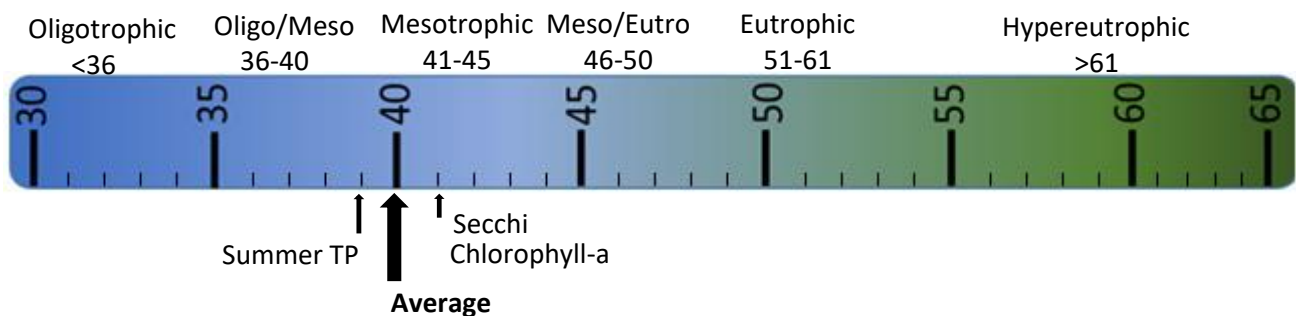 Oligotrophic Oligo/Meso Mesotrophic Meso/Eutro Eutrophic Hypereutrophic
<36 36-40 41-45 46-50 51-61 >61
30 35 40 45 50 55 60 65
Secchi
Summer TP Chlorophyll-a
Average